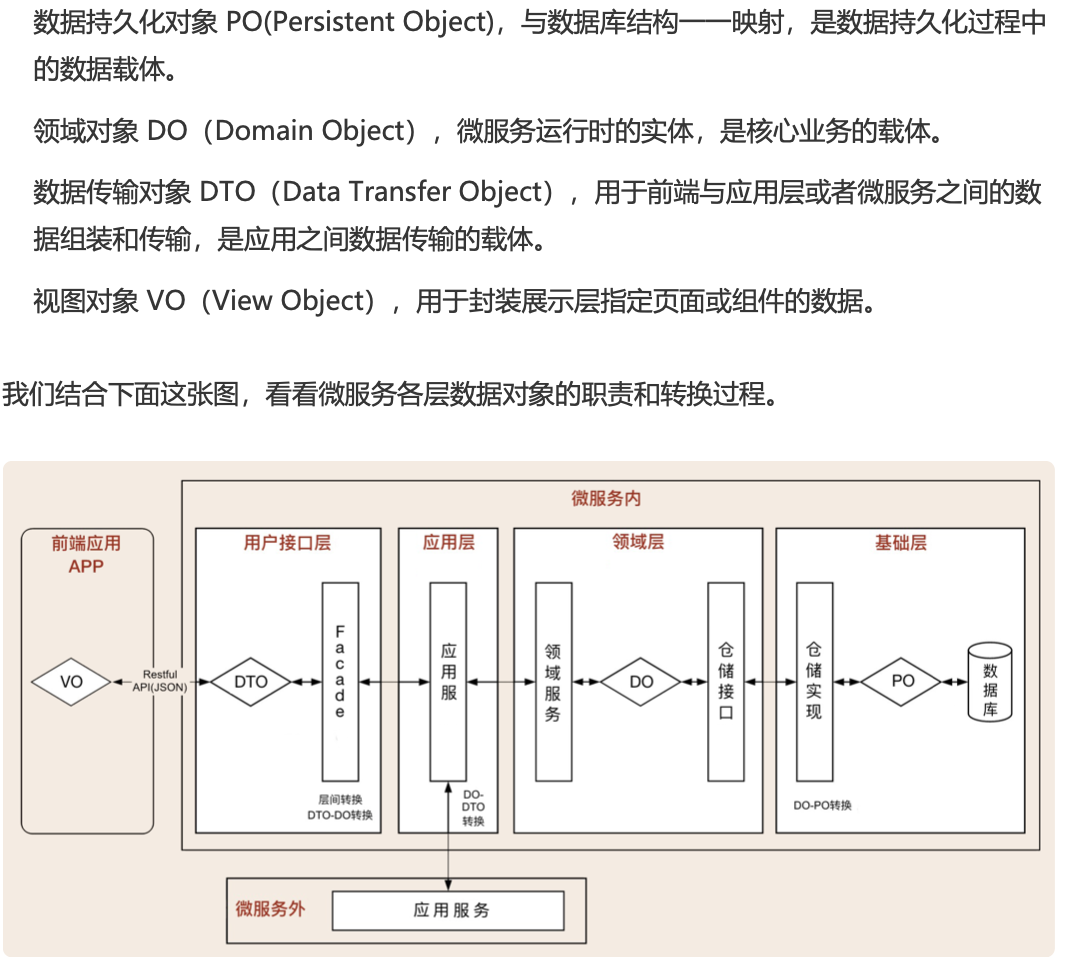 数据持久化对象 PO(Persistent Object)，与数据库结构一一映射，是数据持久化过程中
的数据载体。
领域对象 DO（Domain Object），微服务运行时的实体，是核心业务的载体。
数据传输对象 DTO（Data Transfer Object），用于前端与应用层或者微服务之间的数
据组装和传输，是应用之间数据传输的载体。
视图对象 VO（View Object），用于封装展示层指定页面或组件的数据。
我们结合下面这张图，看看微服务各层数据对象的职责和转换过程。
微服务内
前端应用
APP
用户接口层
应用层
领域层
基础层
VO
Restful
API(JSON)
DTO
Facade
应用服
领域服务
DO
仓储接口
仓储实现
PO
数据库
层间转换
DTO-DO转换
DO-
DTO
转换
DO-PO转换
微服务外
应用服务